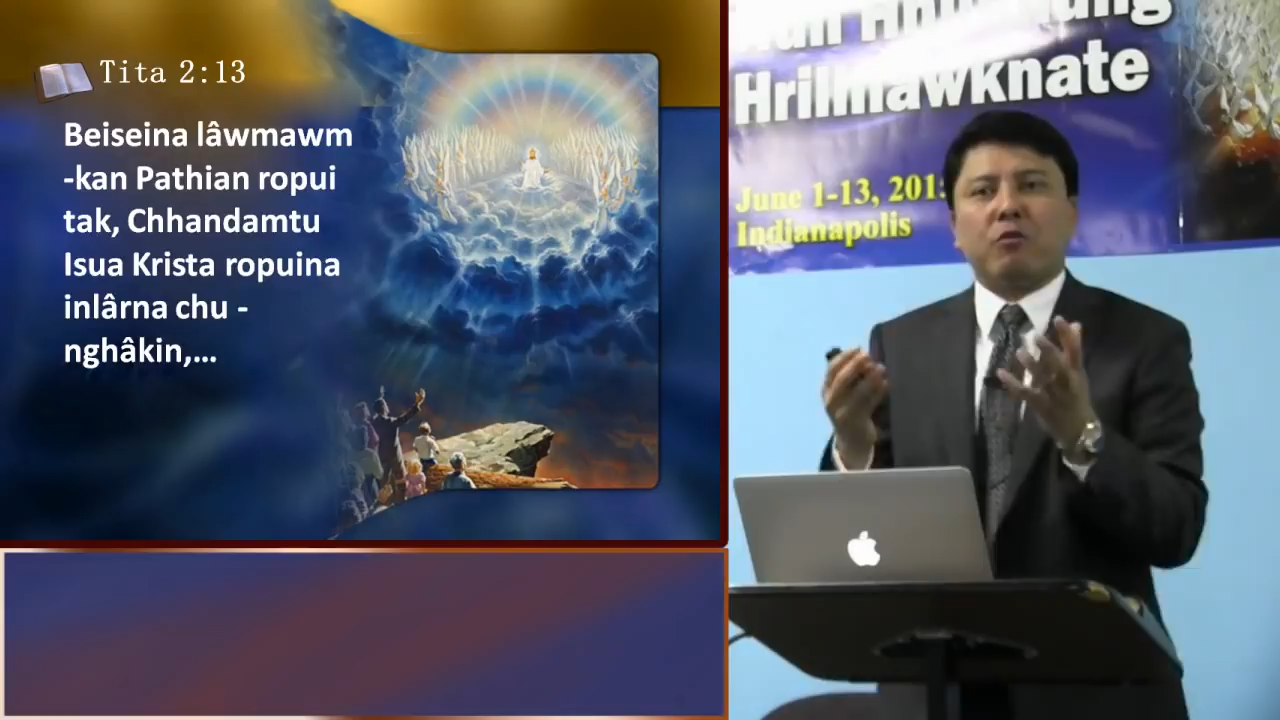 Tita 2:13
Beiseina lâwmawm
-kan Pathian ropui
tak, Chhandamtu
Isua Krista ropuina
inlârna chu -
nghâkin,...
Hrilhlawknate
June 1-13, 201
Indianapolis